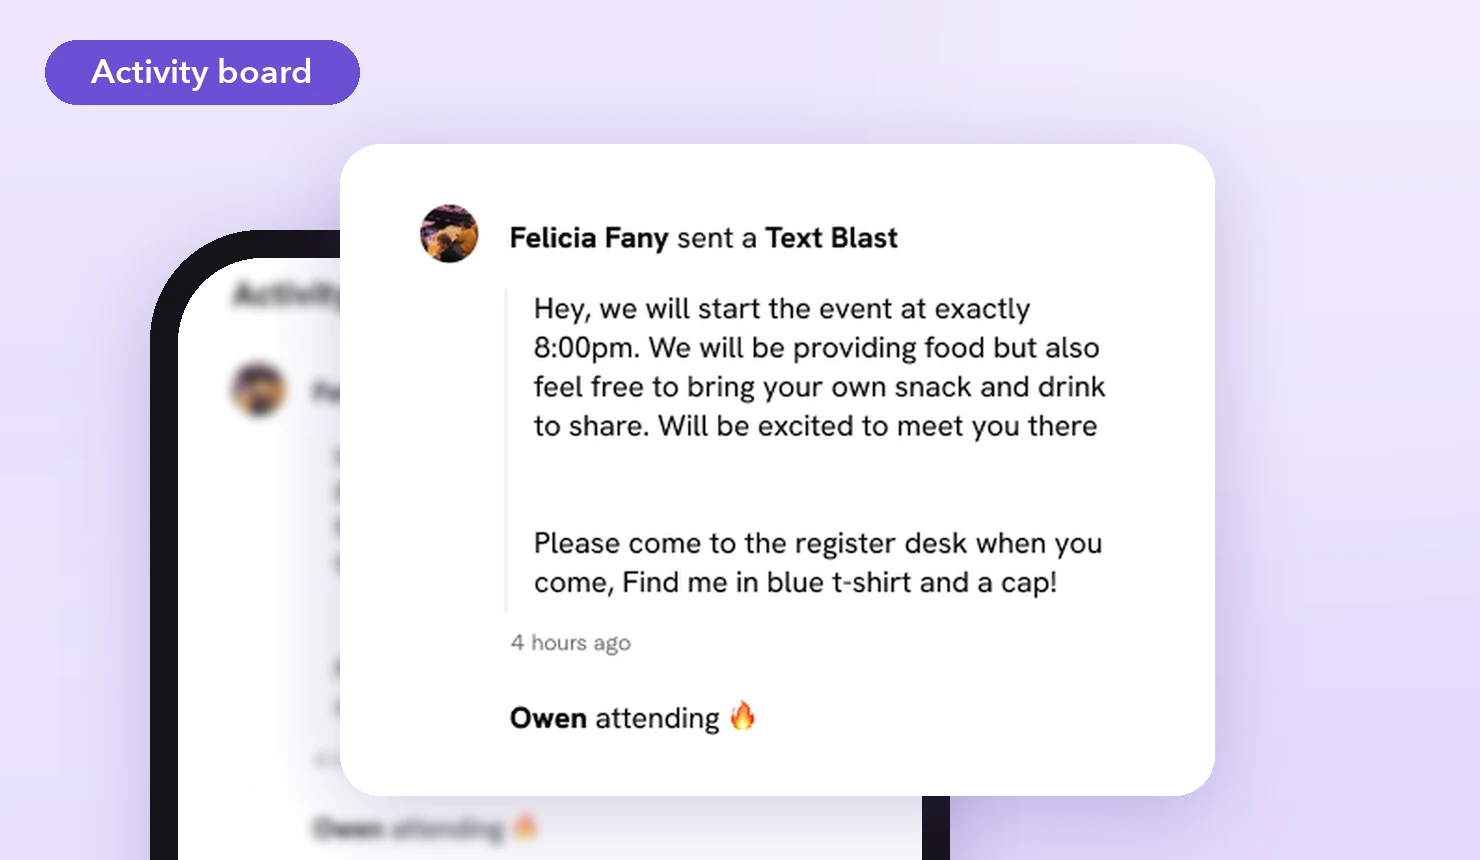 Activity board
Felicia Fany sent a Text Blast
Hey, we will start the event at exactly
8:00pm. We will be providing food but also
feel free to bring your own snack and drink
to share. Will be excited to meet you there
Please come to the register desk when you
come, Find me in blue t-shirt and a cap!
4 hours ago
Owen attending 🔥
Activity
Owen attending 🔥